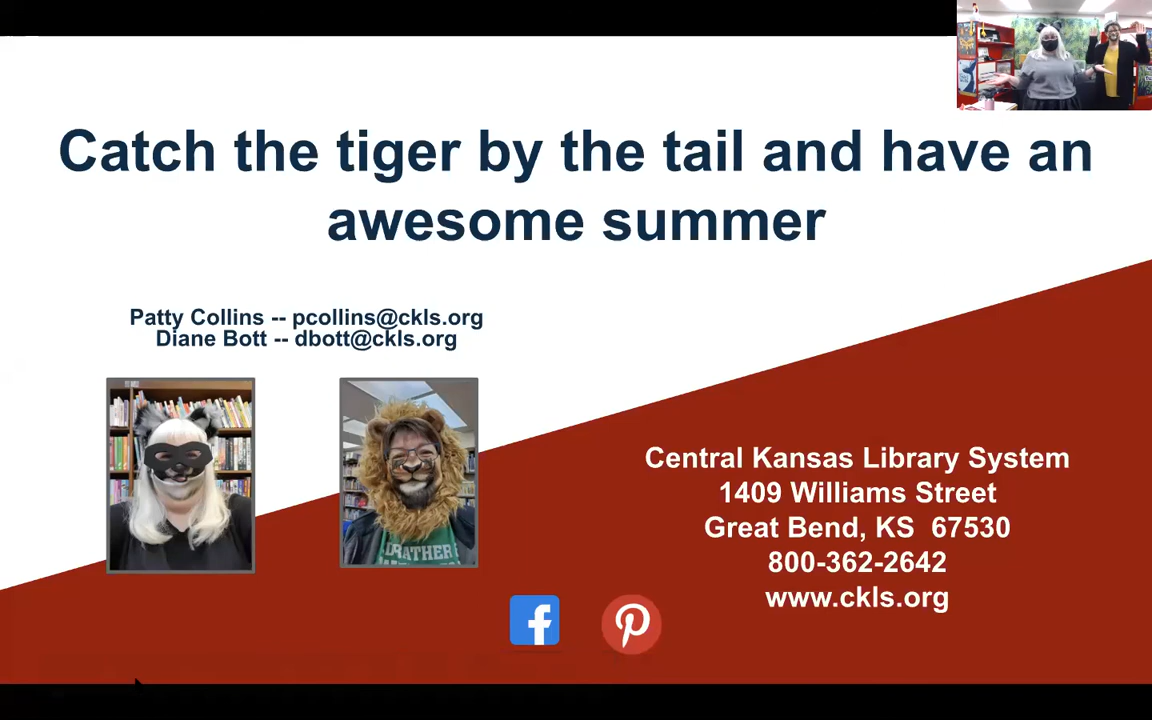 Catch the tiger by the tail and have an
awesome summer
Patty Collins -- pcollins@ckls.org
Diane Bott -- dbott@ckls.org
RATHER
Central Kansas Library System
1409 Williams Street
Great Bend, KS 67530
800-362-2642
www.ckls.org